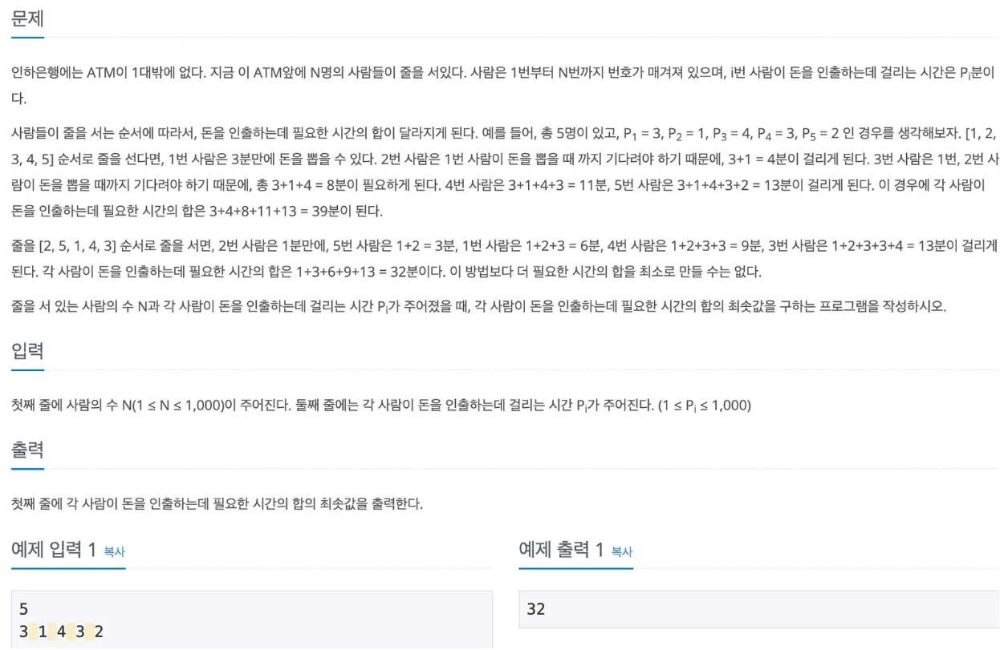 문제
인하은행에는 ATM이 1대밖에 없다. 지금 이 ATM앞에 N명의 사람들이 줄을 서있다. 사람은 1번부터 N번까지 번호가 매겨져 있으며, i번 사람이 돈을 인출하는데 걸리는 시간은 Pi분이
다.
사람들이 줄을 서는 순서에 따라서, 돈을 인출하는데 필요한 시간의 합이 달라지게 된다. 예를 들어, 총 5명이 있고, P1 = 3, P2 = 1, P3 = 4, P4 = 3, P5 = 2 인 경우를 생각해보자. [1, 2,
3, 4, 5] 순서로 줄을 선다면, 1번 사람은 3분만에 돈을 뽑을 수 있다. 2번 사람은 1번 사람이 돈을 뽑을 때 까지 기다려야 하기 때문에, 3+1 = 4분이 걸리게 된다. 3번 사람은 1번, 2번 사
람이 돈을 뽑을 때까지 기다려야 하기 때문에, 총 3+1+4 = 8분이 필요하게 된다. 4번 사람은 3+1+4+3 = 11분, 5번 사람은 3+1+4+3+2 = 13분이 걸리게 된다. 이 경우에 각 사람이
돈을 인출하는데 필요한 시간의 합은 3+4+8+11+13 = 39분이 된다.
줄을 [2, 5, 1, 4, 3] 순서로 줄을 서면, 2번 사람은 1분만에, 5번 사람은 1+2 = 3분, 1번 사람은 1+2+3 = 6분, 4번 사람은 1+2+3+3 = 9분, 3번 사람은 1+2+3+3+4 = 13분이 걸리게
된다. 각 사람이 돈을 인출하는데 필요한 시간의 합은 1+3+6+9+13 = 32분이다. 이 방법보다 더 필요한 시간의 합을 최소로 만들 수는 없다.
줄을 서 있는 사람의 수 N과 각 사람이 돈을 인출하는데 걸리는 시간 Pi가 주어졌을 때, 각 사람이 돈을 인출하는데 필요한 시간의 합의 최솟값을 구하는 프로그램을 작성하시오.
입력
첫째 줄에 사람의 수 N(1 ≤ N ≤ 1,000)이 주어진다. 둘째 줄에는 각 사람이 돈을 인출하는데 걸리는 시간 Pi가 주어진다. (1 ≤ Pi ≤ 1,000)
출력
첫째 줄에 각 사람이 돈을 인출하는데 필요한 시간의 합의 최솟값을 출력한다.
예제 입력 1 복사
5
3 1 4 3 2
예제 출력 1 복사
32